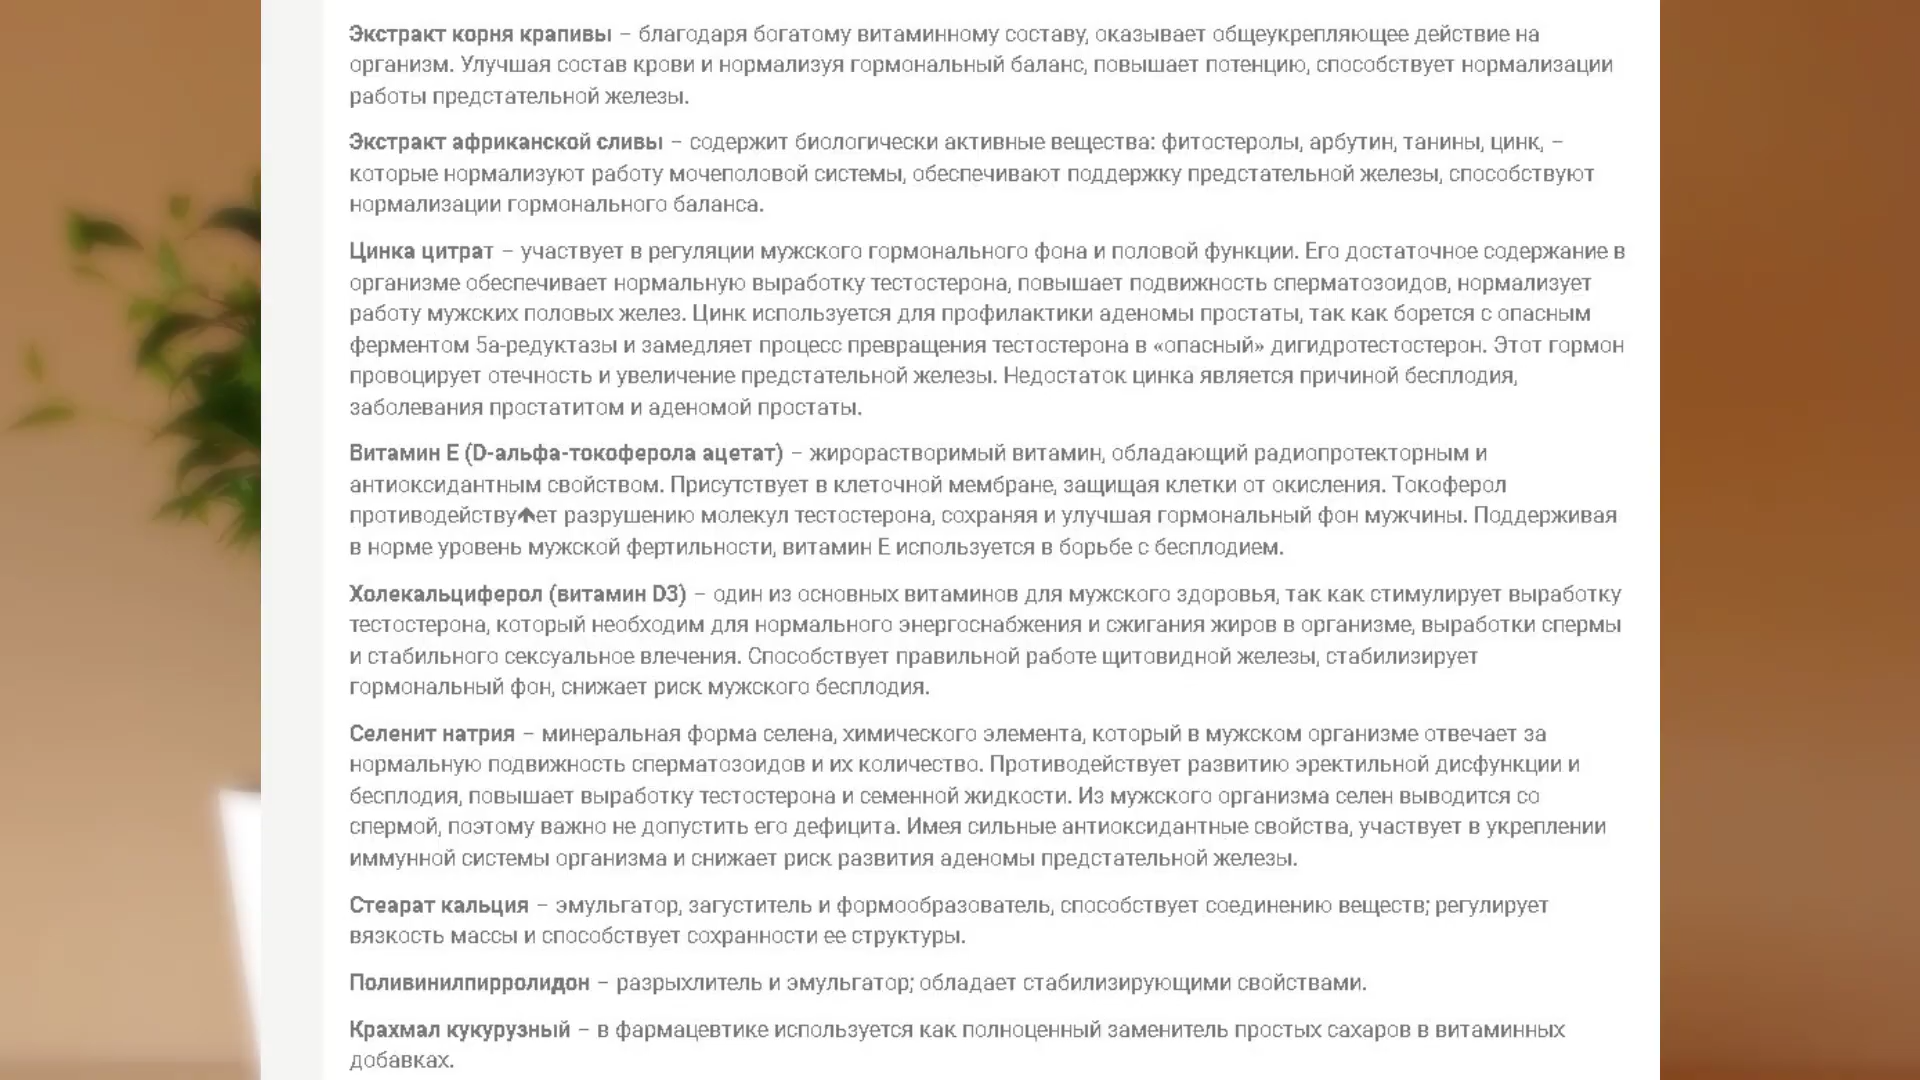 Экстракт корня крапивы – благодаря богатому витаминному составу, оказывает общеукрепляющее действие на
организм. Улучшая состав крови и нормализуя гормональный баланс, повышает потенцию, способствует нормализации
работы предстательной железы.
Экстракт африканской сливы – содержит биологически активные вещества: фитостеролы, арбутин, танины, цинк, –
которые нормализуют работу мочеполовой системы, обеспечивают поддержку предстательной железы, способствуют
нормализации гормонального баланса.
Цинка цитрат – участвует в регуляции мужского гормонального фона и половой функции. Его достаточное содержание в
организме обеспечивает нормальную выработку тестостерона, повышает подвижность сперматозоидов, нормализует
работу мужских половых желез. Цинк используется для профилактики аденомы простаты, так как борется с опасным
ферментом 5а-редуктазы и замедляет процесс превращения тестостерона в «опасный» дигидротестостерон. Этот гормон
провоцирует отечность и увеличение предстательной железы. Недостаток цинка является причиной бесплодия,
заболевания простатитом и аденомой простаты.
Витамин Е (D-альфа-токоферола ацетат) – жирорастворимый витамин, обладающий радиопротекторным и
антиоксидантным свойством. Присутствует в клеточной мембране, защищая клетки от окисления. Токоферол
противодействует разрушению молекул тестостерона, сохраняя и улучшая гормональный фон мужчины. Поддерживая
в норме уровень мужской фертильности, витамин Е используется в борьбе с бесплодием.
Холекальциферол (витамин D3) – один из основных витаминов для мужского здоровья, так как стимулирует выработку
тестостерона, который необходим для нормального энергоснабжения и сжигания жиров в организме, выработки спермы
и стабильного сексуальное влечения. Способствует правильной работе щитовидной железы, стабилизирует
гормональный фон, снижает риск мужского бесплодия.
Селенит натрия – минеральная форма селена, химического элемента, который в мужском организме отвечает за
нормальную подвижность сперматозоидов и их количество. Противодействует развитию эректильной дисфункции и
бесплодия, повышает выработку тестостерона и семенной жидкости. Из мужского организма селен выводится со
спермой, поэтому важно не допустить его дефицита. Имея сильные антиоксидантные свойства, участвует в укреплении
иммунной системы организма и снижает риск развития аденомы предстательной железы.
Стеарат кальция – эмульгатор, загуститель и формообразователь, способствует соединению веществ; регулирует
вязкость массы и способствует сохранности ее структуры.
Поливинилпирролидон – разрыхлитель и эмульгатор; обладает стабилизирующими свойствами.
Крахмал кукурузный – в фармацевтике используется как полноценный заменитель простых сахаров в витаминных
добавках.